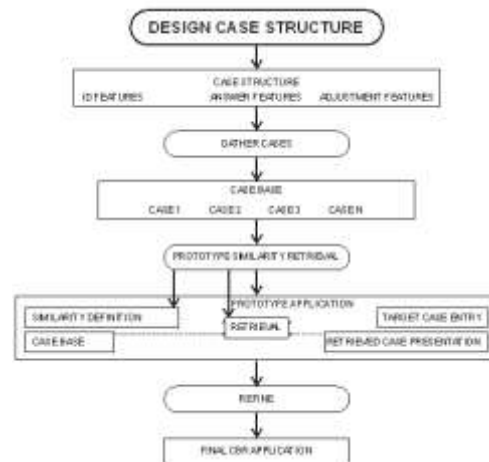 DESIGN CASE STRUCTURE
CASE STRUCTURE
ID FEATURES ANSWER FEATURES ADJUSTMENT FEATURES
GATHER CASES
CASE BASE
CASE 1 CASE 2 CASE 3 CASE N
PROTOTYPE SIMILARITY RETRIEVAL
PROTOTYPE APPLICATION
SIMILARITY DEFINITION TARGET CASE ENTRY
RETRIEVAL
CASE BASE RETRIEVED CASE PRESENTATION
REFINE
FINAL CBR APPLICATION